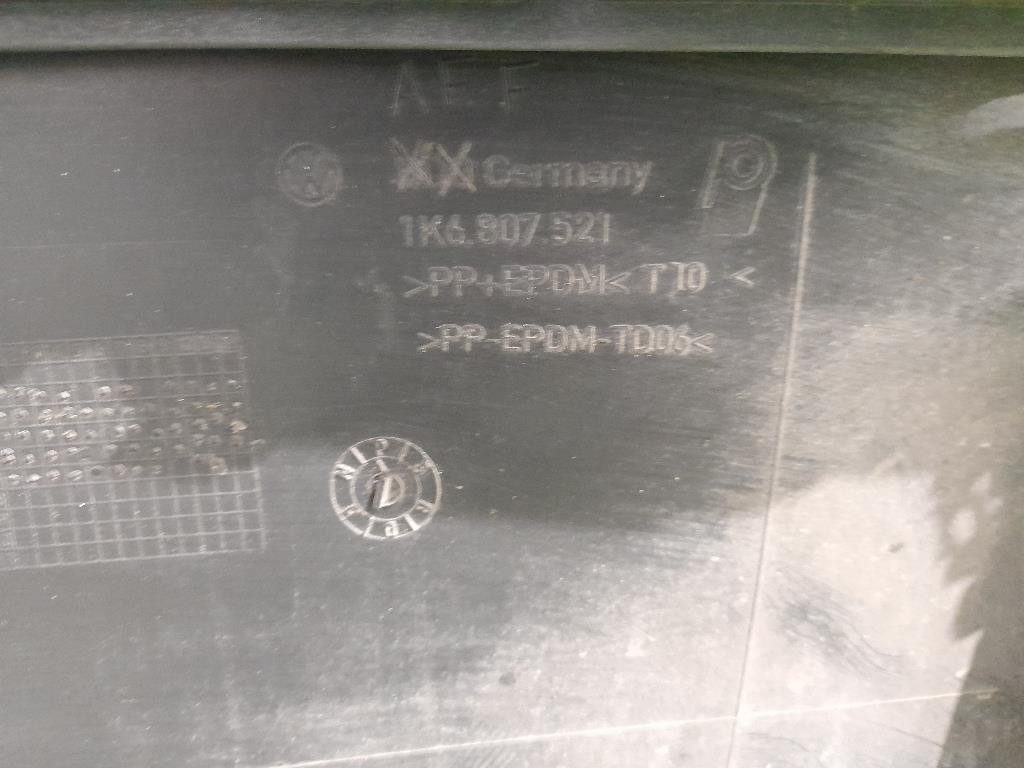 AEF
Germany
1K6.807.521
>PP+EPDM< T10 <
>PP-EPDM-TD06<